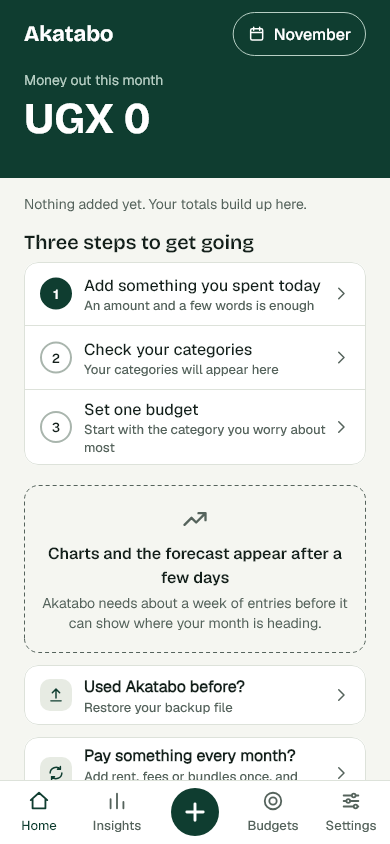 Akatabo
November
Money out this month
UGX 0
Nothing added yet. Your totals build up here.
Three steps to get going
1
Add something you spent today
An amount and a few words is enough
2
Check your categories
Your categories will appear here
3
Set one budget
Start with the category you worry about
most
Charts and the forecast appear after a
few days
Akatabo needs about a week of entries before it
can show where your month is heading.
Used Akatabo before?
Restore your backup file
Pay something every month?
Add rent, fees or bundles once, and
Home
Insights
Budgets
Settings